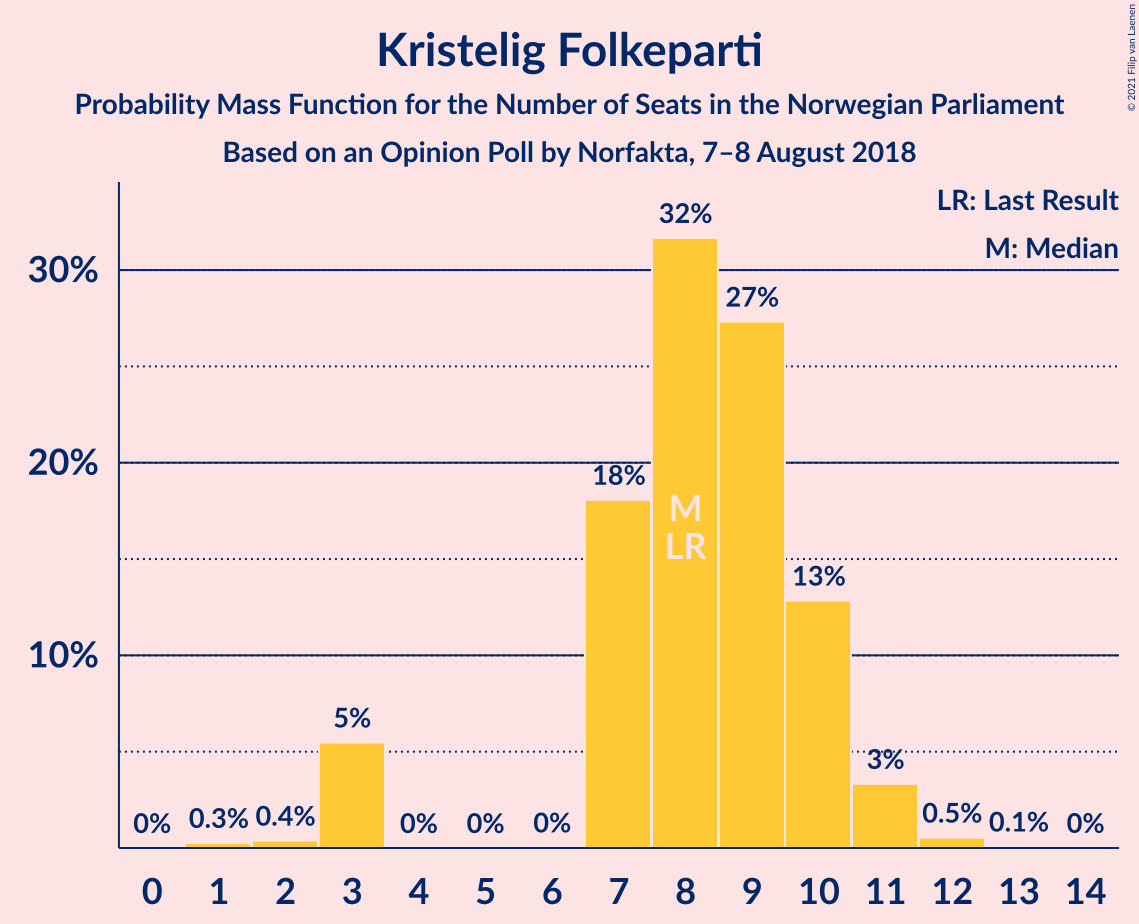 Kristelig Folkeparti
Probability Mass Function for the Number of Seats in the Norwegian Parliament
Based on an Opinion Poll by Norfakta, 7–8 August 2018
© 2021 Filip van Laenen
LR: Last Result
M: Median
30%
20%
10%
0%
0.3%
0.4%
5%
0%
0%
0%
18%
32%
27%
13%
3%
0.5%
0.1%
0%
M
LR
0 1 2 3 4 5 6 7 8 9 10 11 12 13 14